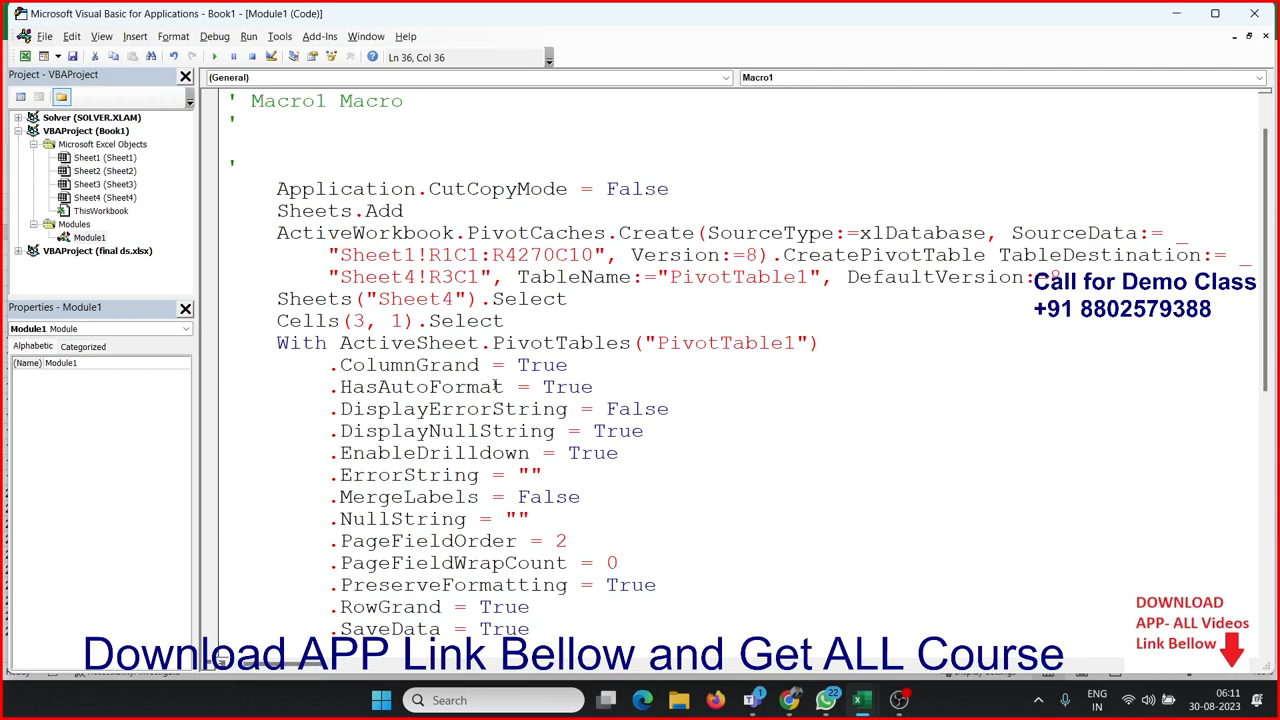 Microsoft Visual Basic for Applications - Book1 - [Module1 (Code)]
File Edit View Insert Format Debug Run Tools Add-Ins Window Help
Ln 36, Col 36
Project - VBAProject
Solver (SOLVER.XLAM)
VBAProject (Book1)
Microsoft Excel Objects
Sheet1 (Sheet1)
Sheet2 (Sheet2)
Sheet3 (Sheet3)
Sheet4 (Sheet4)
ThisWorkbook
Modules
Module1
VBAProject (final ds.xlsx)
Properties - Module1
Module1 Module
Alphabetic Categorized
(Name) Module1
(General) Macro1
' Macro1 Macro
'
'
Application.CutCopyMode = False
Sheets.Add
ActiveWorkbook.PivotCaches.Create(SourceType:=xlDatabase, SourceData:= _
"Sheet1!R1C1:R4270C10", Version:=8).CreatePivotTable TableDestination:= _
"Sheet4!R3C1", TableName:="PivotTable1", DefaultVersion:=8
Sheets("Sheet4").Select
Cells(3, 1).Select
With ActiveSheet.PivotTables("PivotTable1")
.ColumnGrand = True
.HasAutoFormat = True
.DisplayErrorString = False
.DisplayNullString = True
.EnableDrilldown = True
.ErrorString = ""
.MergeLabels = False
.NullString = ""
.PageFieldOrder = 2
.PageFieldWrapCount = 0
.PreserveFormatting = True
.RowGrand = True
.SaveData = True
Call for Demo Class
+91 8802579388
DOWNLOAD
APP- ALL Videos
Link Bellow
Download APP Link Bellow and Get ALL Course
Search
1
22
ENG
IN
06:11
30-08-2023